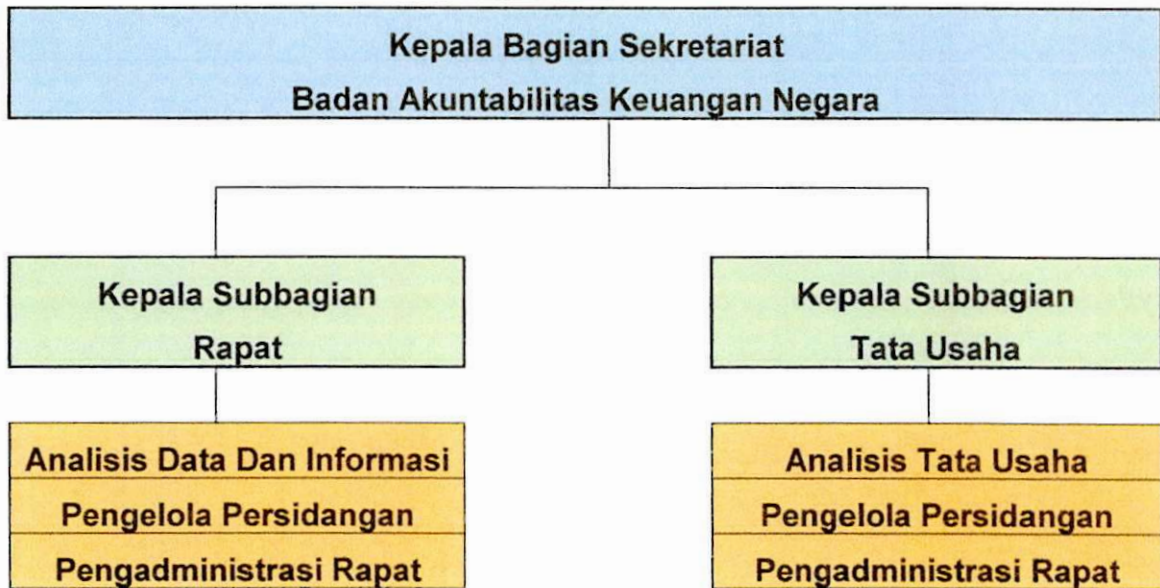 Kepala Bagian Sekretariat
Badan Akuntabilitas Keuangan Negara
Kepala Subbagian
Rapat
Kepala Subbagian
Tata Usaha
Analisis Data Dan Informasi
Pengelola Persidangan
Pengadministrasi Rapat
Analisis Tata Usaha
Pengelola Persidangan
Pengadministrasi Rapat